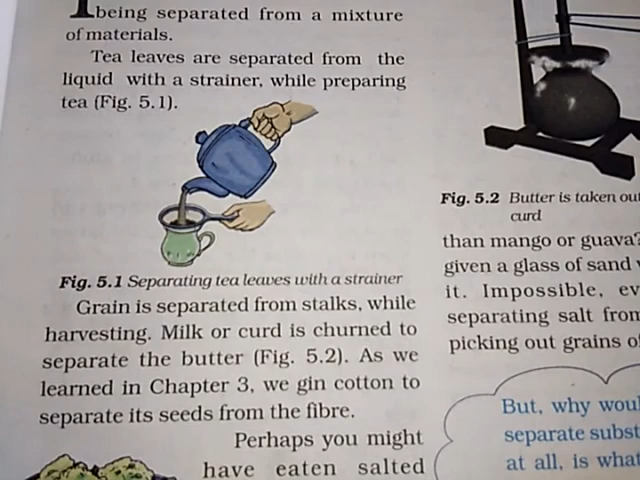 being separated from a mixture
of materials.
Tea leaves are separated from the
liquid with a strainer, while preparing
tea (Fig. 5.1).
Fig. 5.1 Separating tea leaves with a strainer
Grain is separated from stalks, while
harvesting. Milk or curd is churned to
separate the butter (Fig. 5.2). As we
learned in Chapter 3, we gin cotton to
separate its seeds from the fibre.
Perhaps you might
have eaten salted
Fig. 5.2 Butter is taken out
curd
than mango or guava?
given a glass of sand
it. Impossible, ev
separating salt from
picking out grains of
But, why woul
separate subst
at all, is what